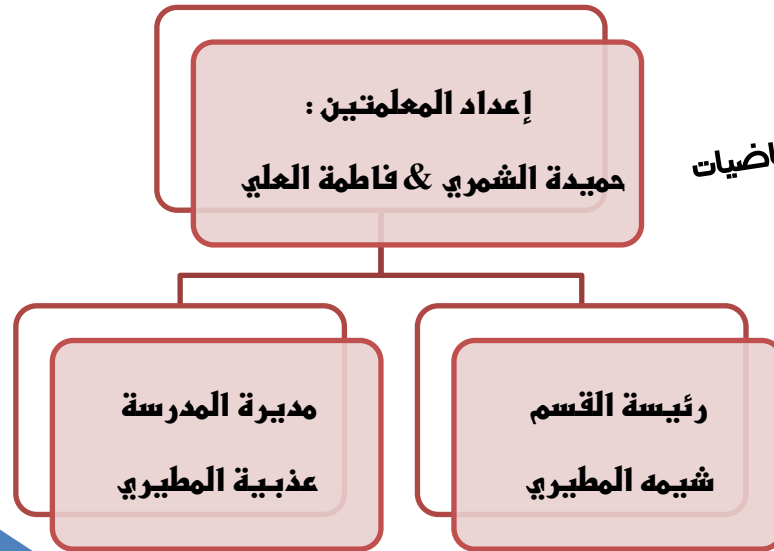 إعداد المعلمتين :
حميدة الشمري & فاطمة العلي
رئيسة القسم
شيمه المطيري
مديرة المدرسة
عذبية المطيري